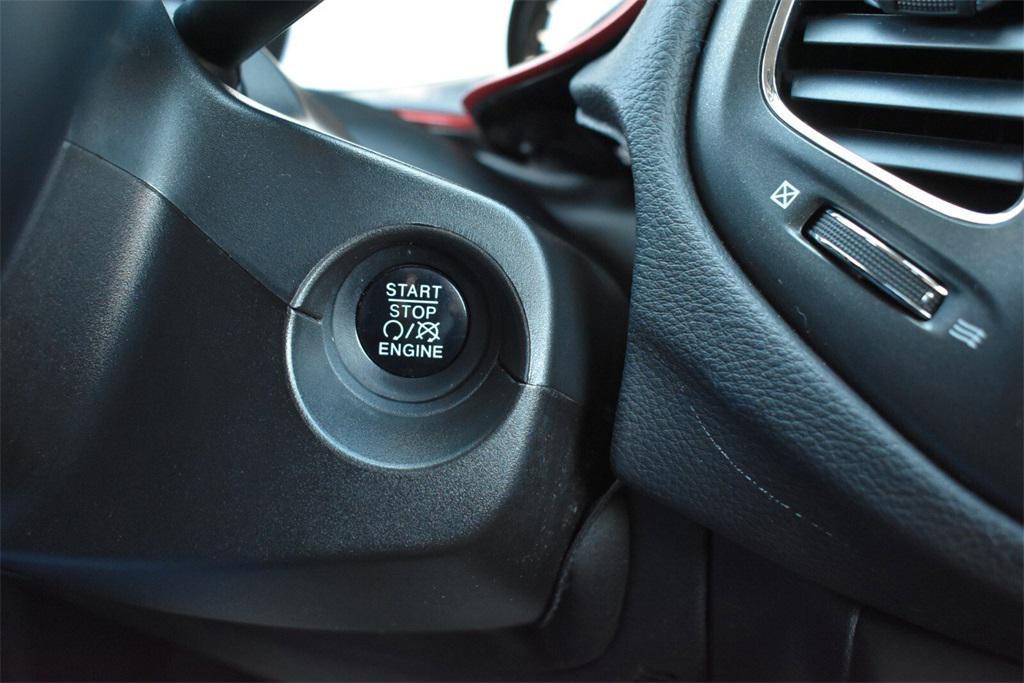 START
STOP
/
ENGINE